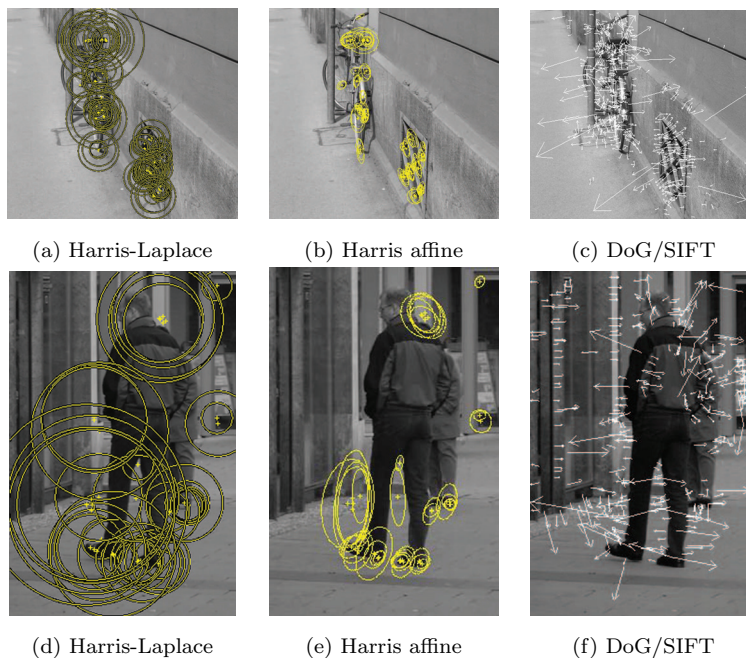 (a) Harris-Laplace
(b) Harris affine
(c) DoG/SIFT
(d) Harris-Laplace
(e) Harris affine
(f) DoG/SIFT